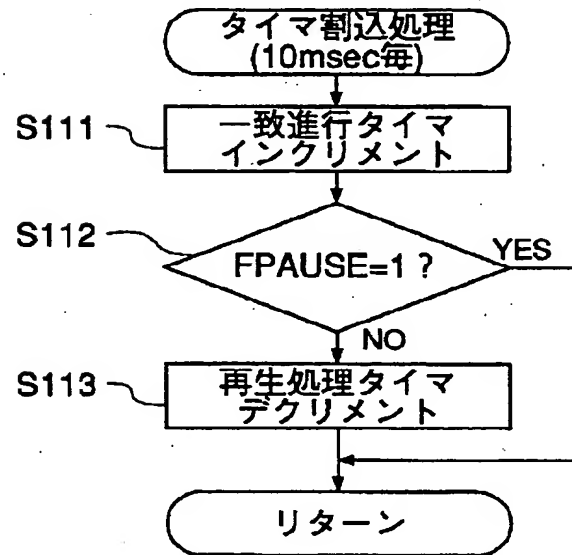 タイマ割込処理
(10msec毎)
S111
一致進行タイマ
インクリメント
S112
FPAUSE=1?
YES
NO
S113
再生処理タイマ
デクリメント
リターン